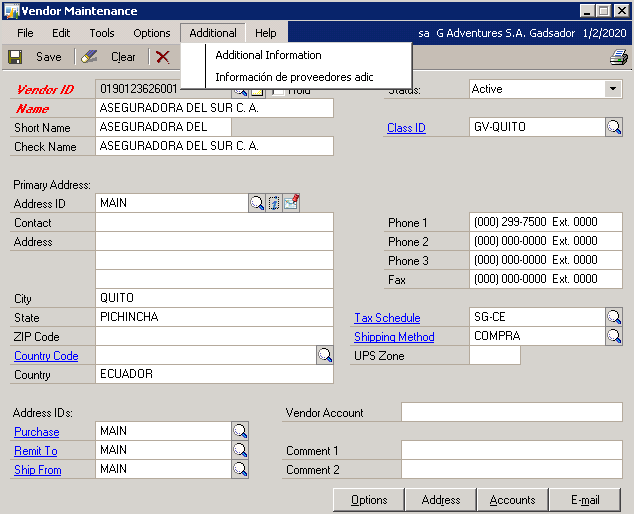 Vendor Maintenance
File Edit Tools Options Additional Help sa G Adventures S.A. Gadsador 1/2/2020
Save Clear
Additional Information
Información de proveedores adic
Vendor ID 0190123626001 Hold Status: Active
Name ASEGURADORA DEL SUR C. A.
Short Name ASEGURADORA DEL Class ID GV-QUITO
Check Name ASEGURADORA DEL SUR C. A.
Primary Address:
Address ID MAIN
Contact Phone 1 (000) 299-7500 Ext. 0000
Address Phone 2 (000) 000-0000 Ext. 0000
Phone 3 (000) 000-0000 Ext. 0000
Fax (000) 000-0000 Ext. 0000
City QUITO
State PICHINCHA Tax Schedule SG-CE
ZIP Code Shipping Method COMPRA
Country Code UPS Zone
Country ECUADOR
Address IDs: Vendor Account
Purchase MAIN
Remit To MAIN Comment 1
Ship From MAIN Comment 2
Options Address Accounts E-mail